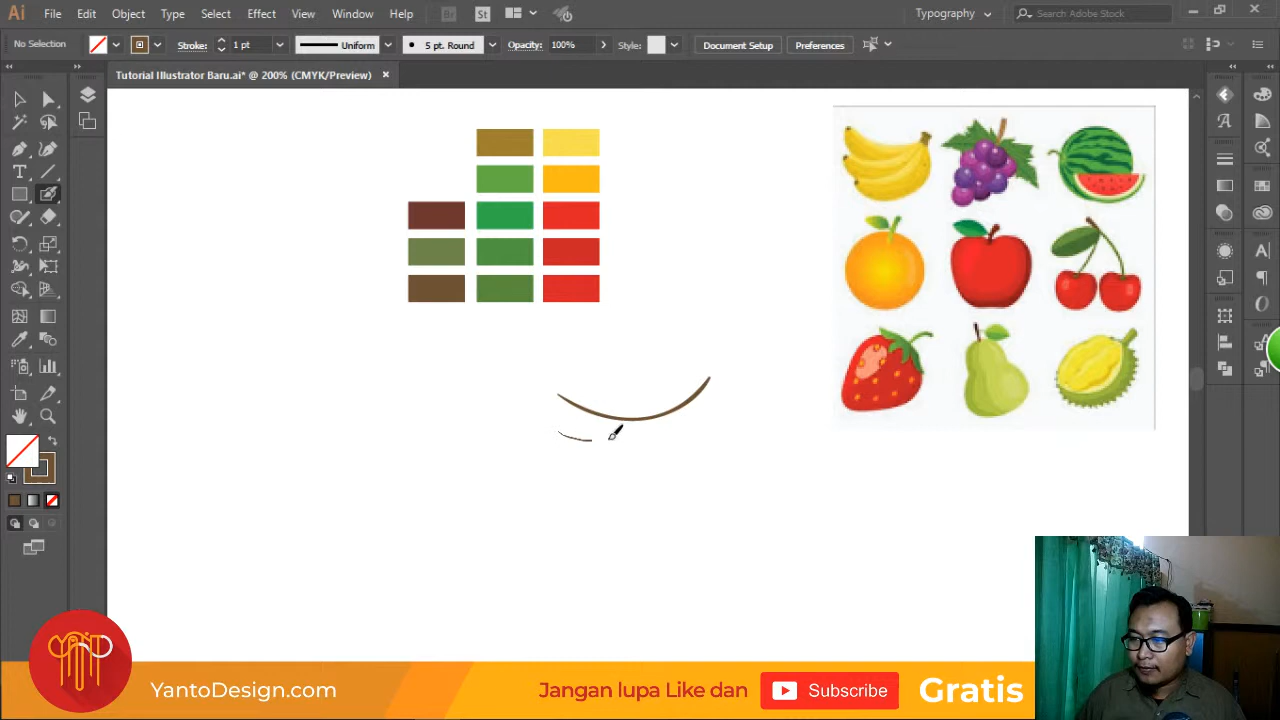 Ai File Edit Object Type Select Effect View Window Help Br St Typography Search Adobe Stock
No Selection Stroke: 1 pt Uniform 5 pt. Round Opacity: 100% Style: Document Setup Preferences
Tutorial Illustrator Baru.ai* @ 200% (CMYK/Preview)
YantoDesign.com Jangan lupa Like dan Subscribe Gratis